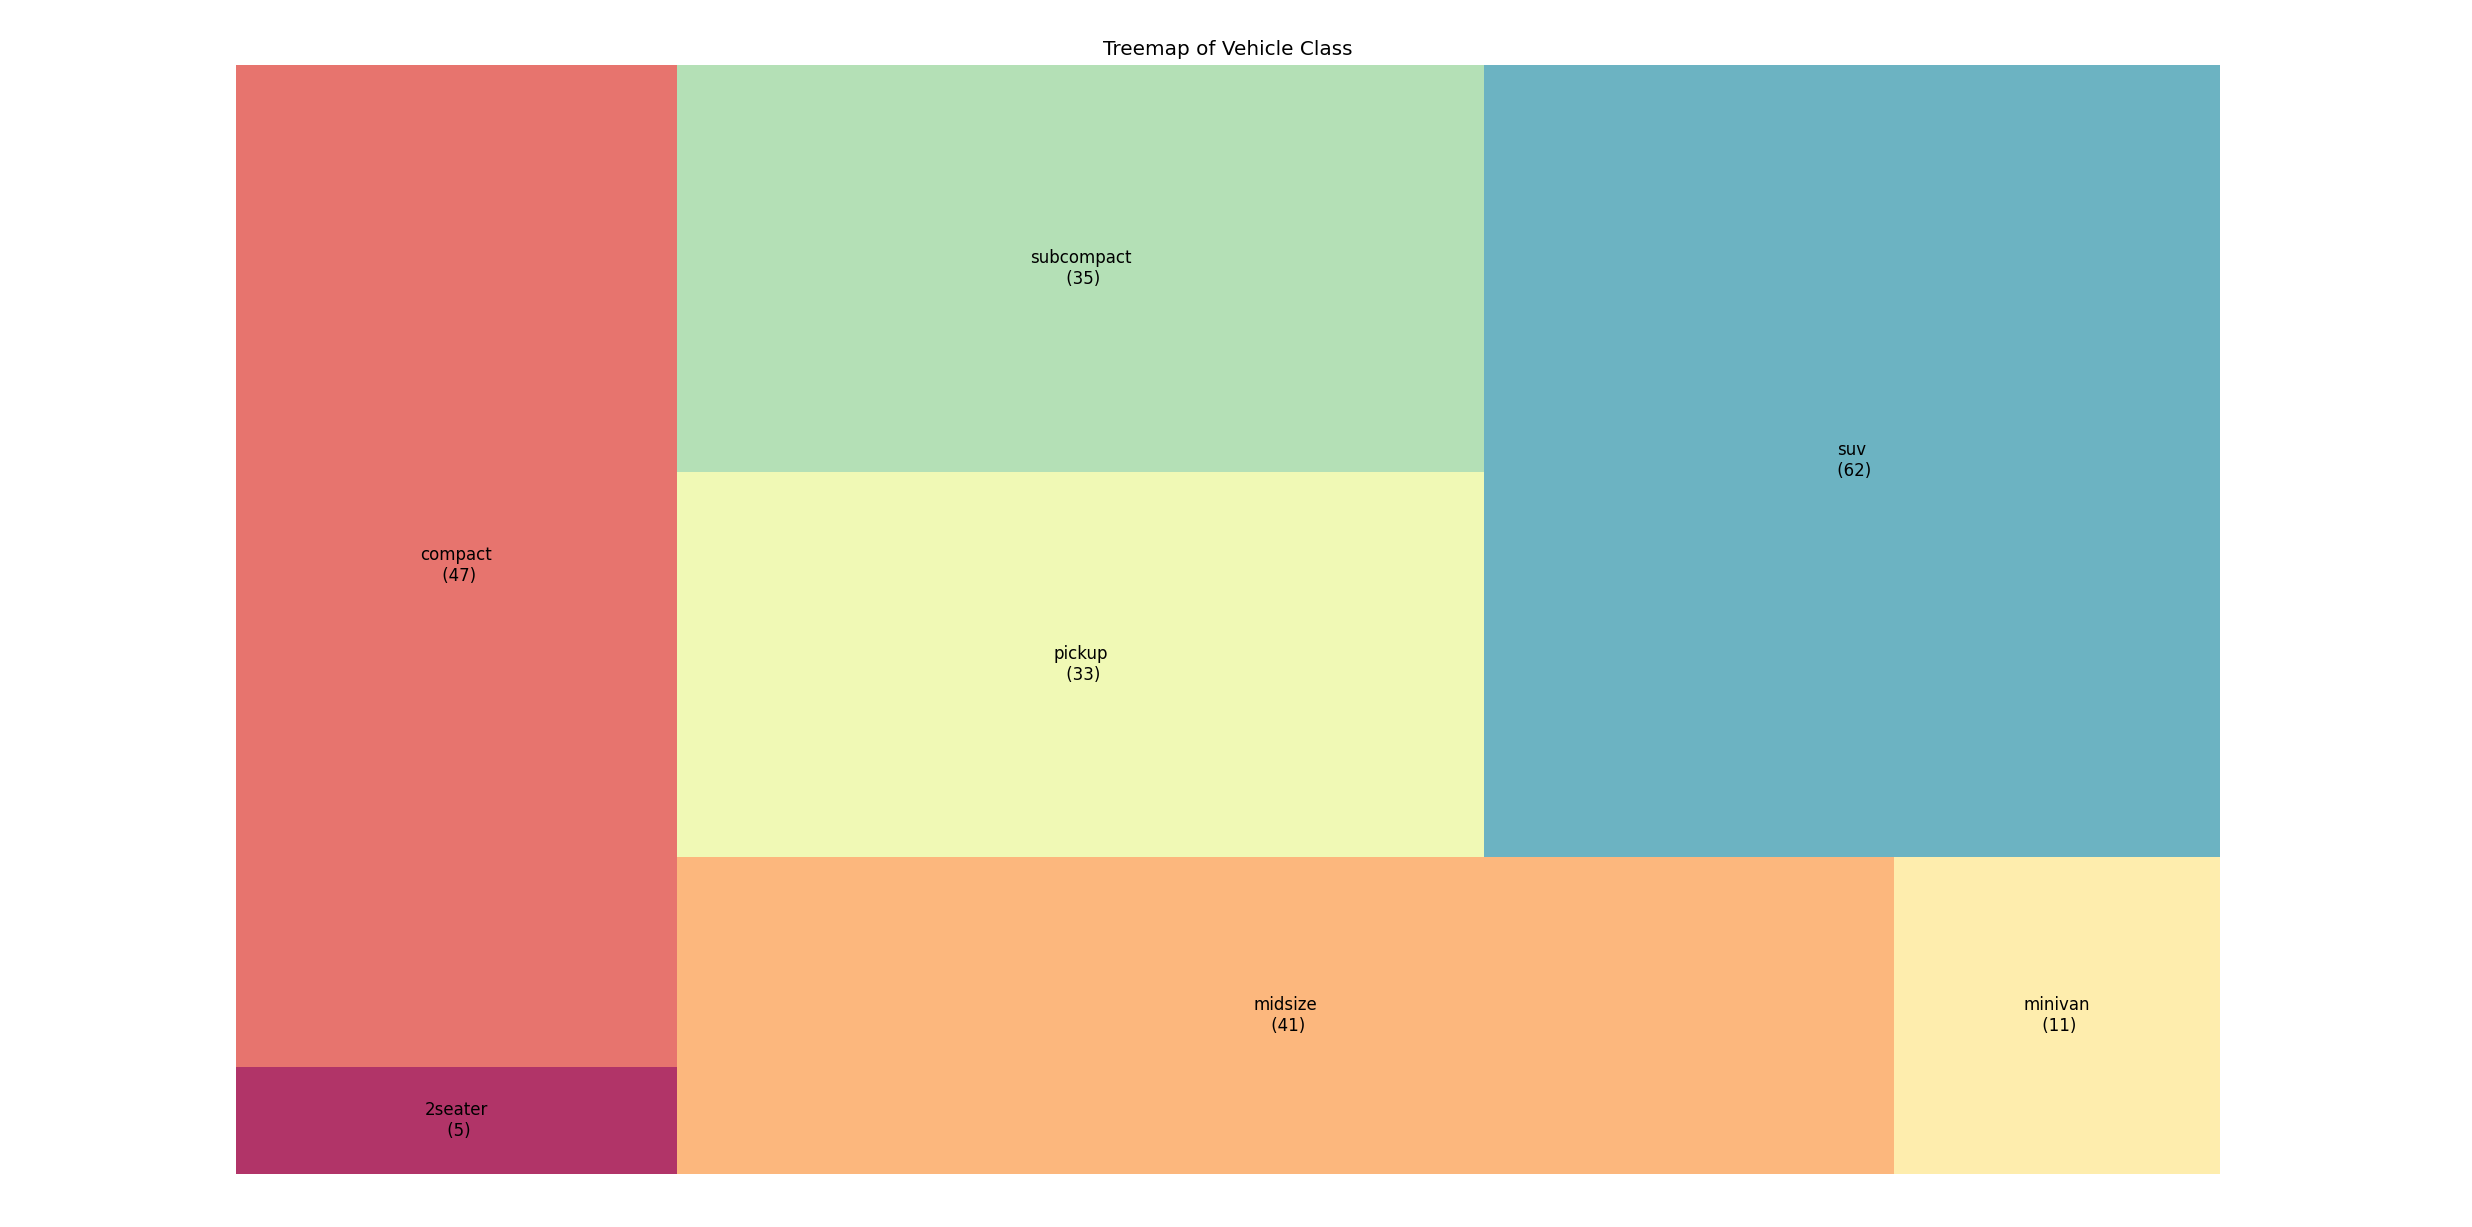 Treemap of Vehicle Class
subcompact
(35)
suv
(62)
compact
(47)
pickup
(33)
midsize
(41)
minivan
(11)
2seater
(5)